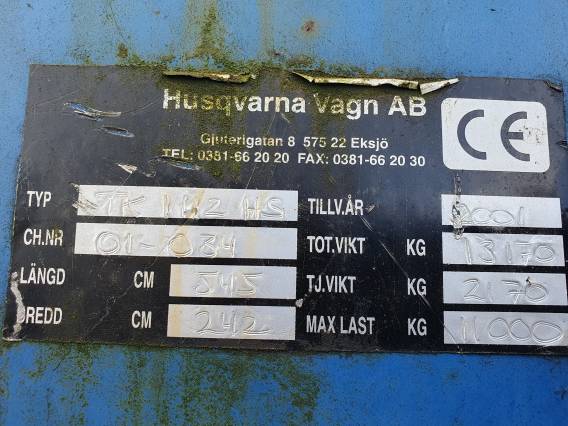 Husqvarna Vagn AB
Gjuterigatan 8 575 22 Eksjö
TEL: 0381-66 20 20 FAX: 0381-66 20 30
CE
TYP TK 142 HS TILLV.ÅR 2001
CH.NR 01-084 TOT.VIKT KG 13170
LÄNGD CM 545 TJ.VIKT KG 2170
BREDD CM 242 MAX LAST KG 11000